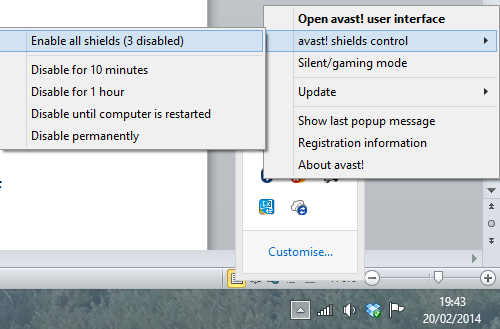 Open avast! user interface
avast! shields control
Silent/gaming mode
Update
Show last popup message
Registration information
About avast!
Enable all shields (3 disabled)
Disable for 10 minutes
Disable for 1 hour
Disable until computer is restarted
Disable permanently
Customise...
19:43
20/02/2014